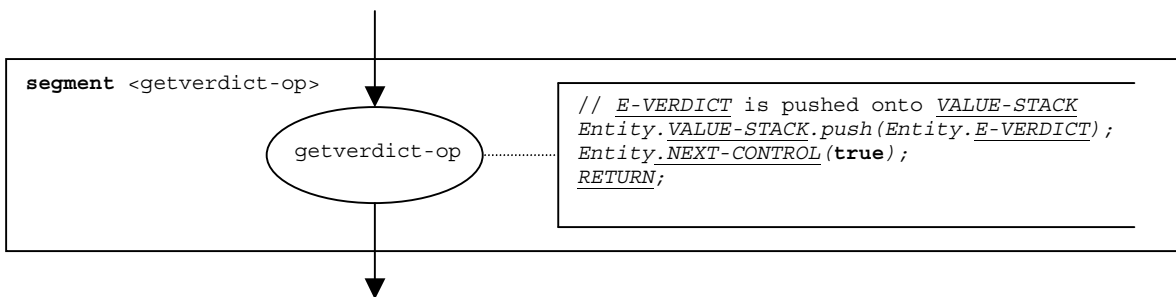 segment <getverdict-op>
getverdict-op
// E-VERDICT is pushed onto VALUE-STACK
Entity.VALUE-STACK.push(Entity.E-VERDICT);
Entity.NEXT-CONTROL(true);
RETURN;